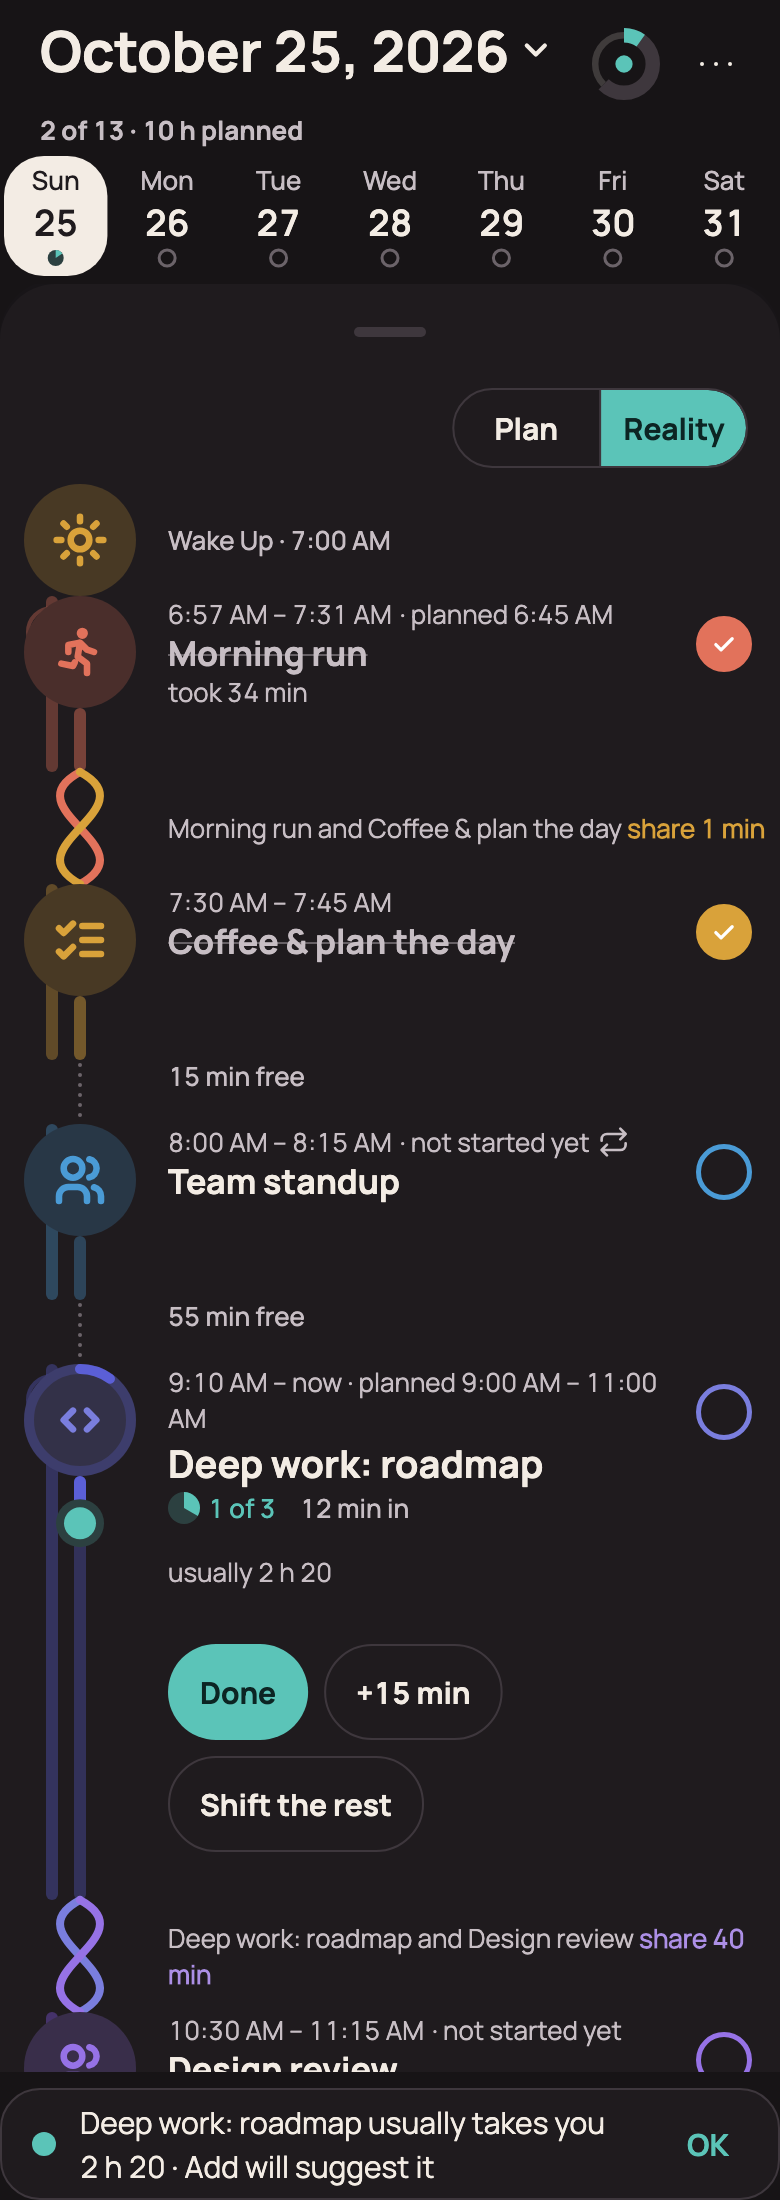 October 25, 2026
2 of 13 · 10 h planned
Sun Mon Tue Wed Thu Fri Sat
25 26 27 28 29 30 31
Plan Reality
Wake Up · 7:00 AM
6:57 AM – 7:31 AM · planned 6:45 AM
Morning run
took 34 min
Morning run and Coffee & plan the day share 1 min
7:30 AM – 7:45 AM
Coffee & plan the day
15 min free
8:00 AM – 8:15 AM · not started yet
Team standup
55 min free
9:10 AM – now · planned 9:00 AM – 11:00
AM
Deep work: roadmap
1 of 3 12 min in
usually 2 h 20
Done +15 min
Shift the rest
Deep work: roadmap and Design review share 40
min
10:30 AM – 11:15 AM · not started yet
Design review
Deep work: roadmap usually takes you
2 h 20 · Add will suggest it
OK